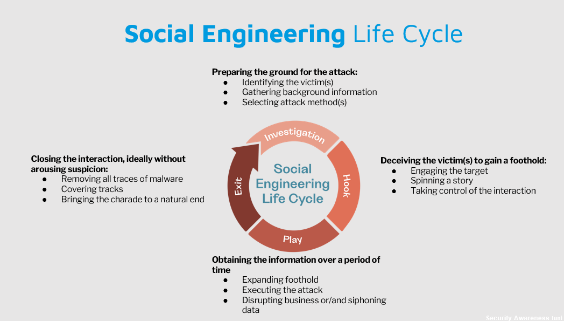 Social Engineering Life Cycle
Preparing the ground for the attack:
● Identifying the victim(s)
● Gathering background information
● Selecting attack method(s)
Closing the interaction, ideally without
arousing suspicion:
● Removing all traces of malware
● Covering tracks
● Bringing the charade to a natural end
Investigation
Hook
Play
Exit
Social
Engineering
Life Cycle
Deceiving the victim(s) to gain a foothold:
● Engaging the target
● Spinning a story
● Taking control of the interaction
Obtaining the information over a period of
time
● Expanding foothold
● Executing the attack
● Disrupting business or/and siphoning
data
Security Awareness